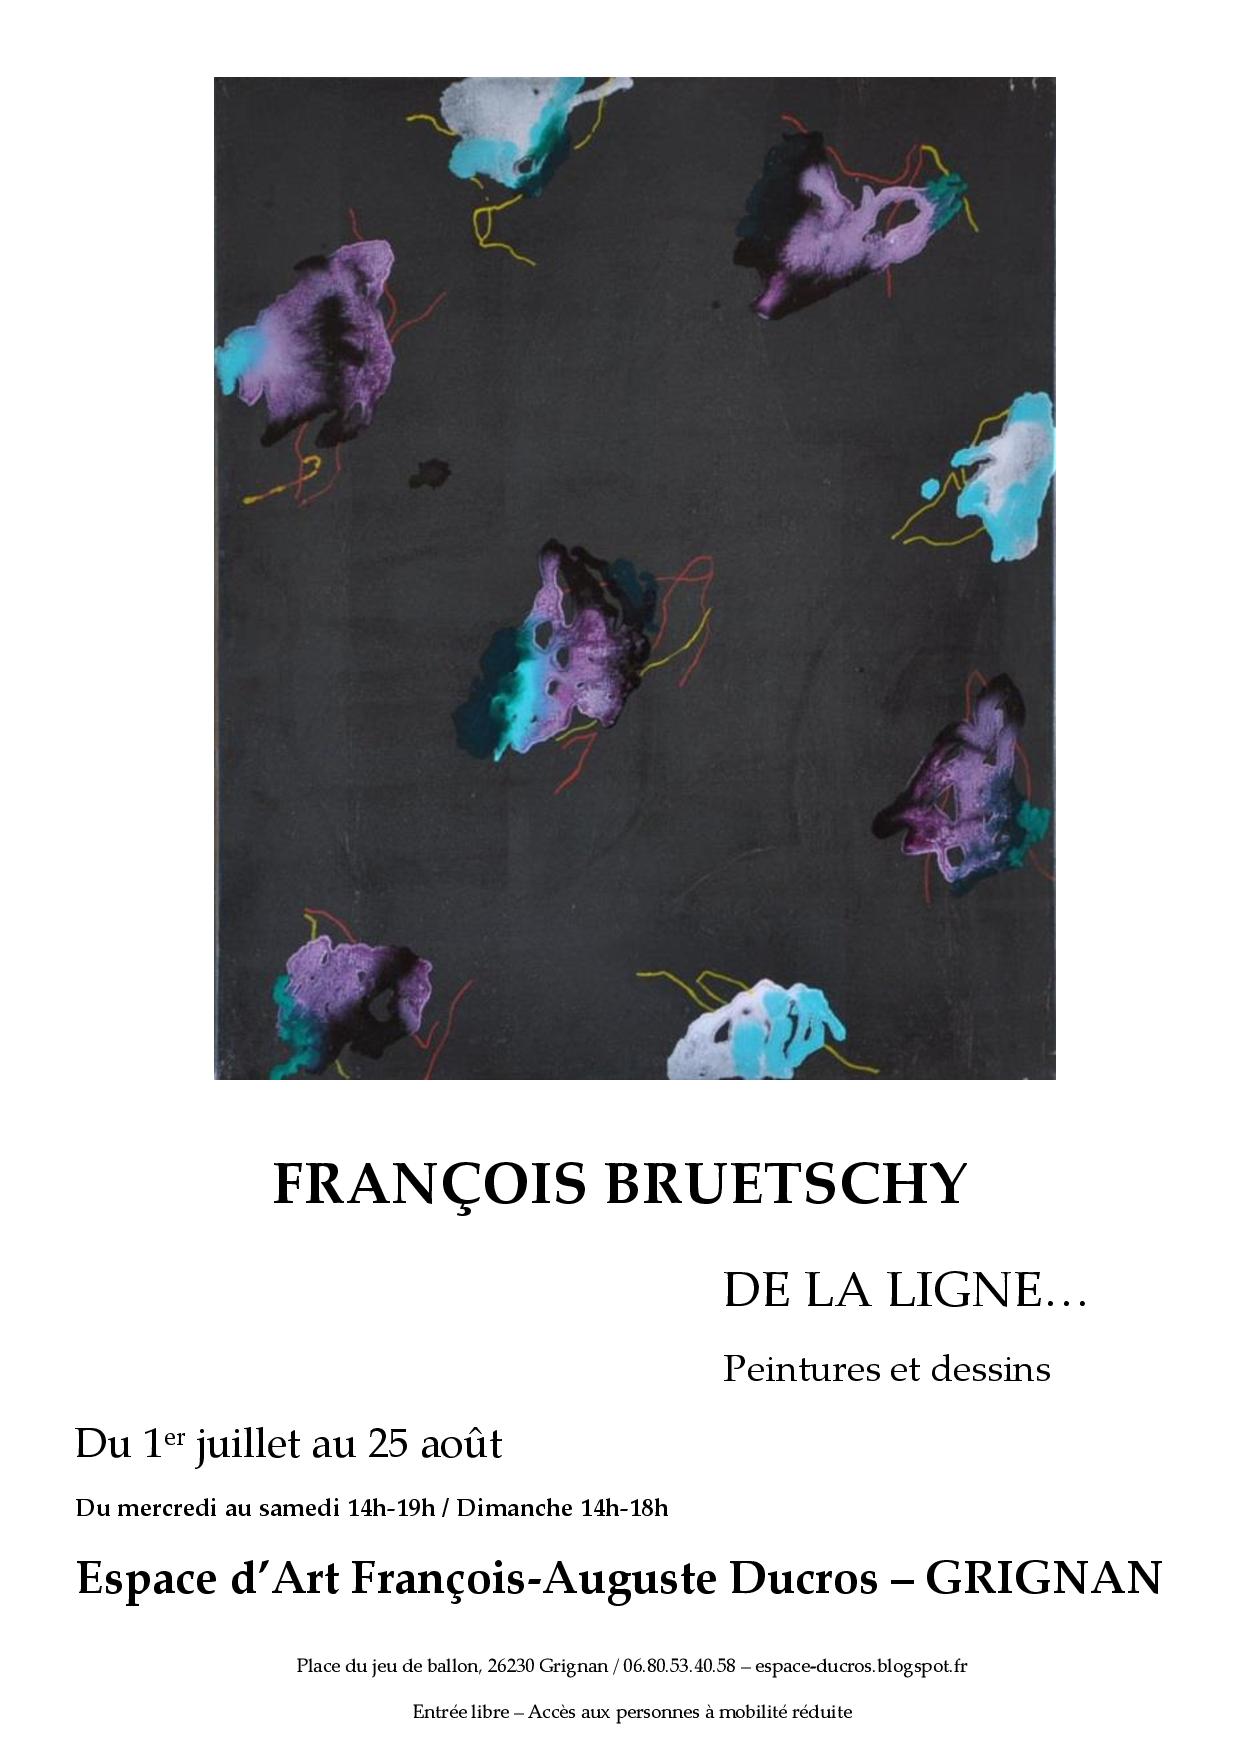 FRANÇOIS BRUETSCHY
DE LA LIGNE…
Peintures et dessins
Du 1er juillet au 25 août
Du mercredi au samedi 14h-19h / Dimanche 14h-18h
Espace d’Art François-Auguste Ducros – GRIGNAN
Place du jeu de ballon, 26230 Grignan / 06.80.53.40.58 – espace-ducros.blogspot.fr
Entrée libre – Accès aux personnes à mobilité réduite